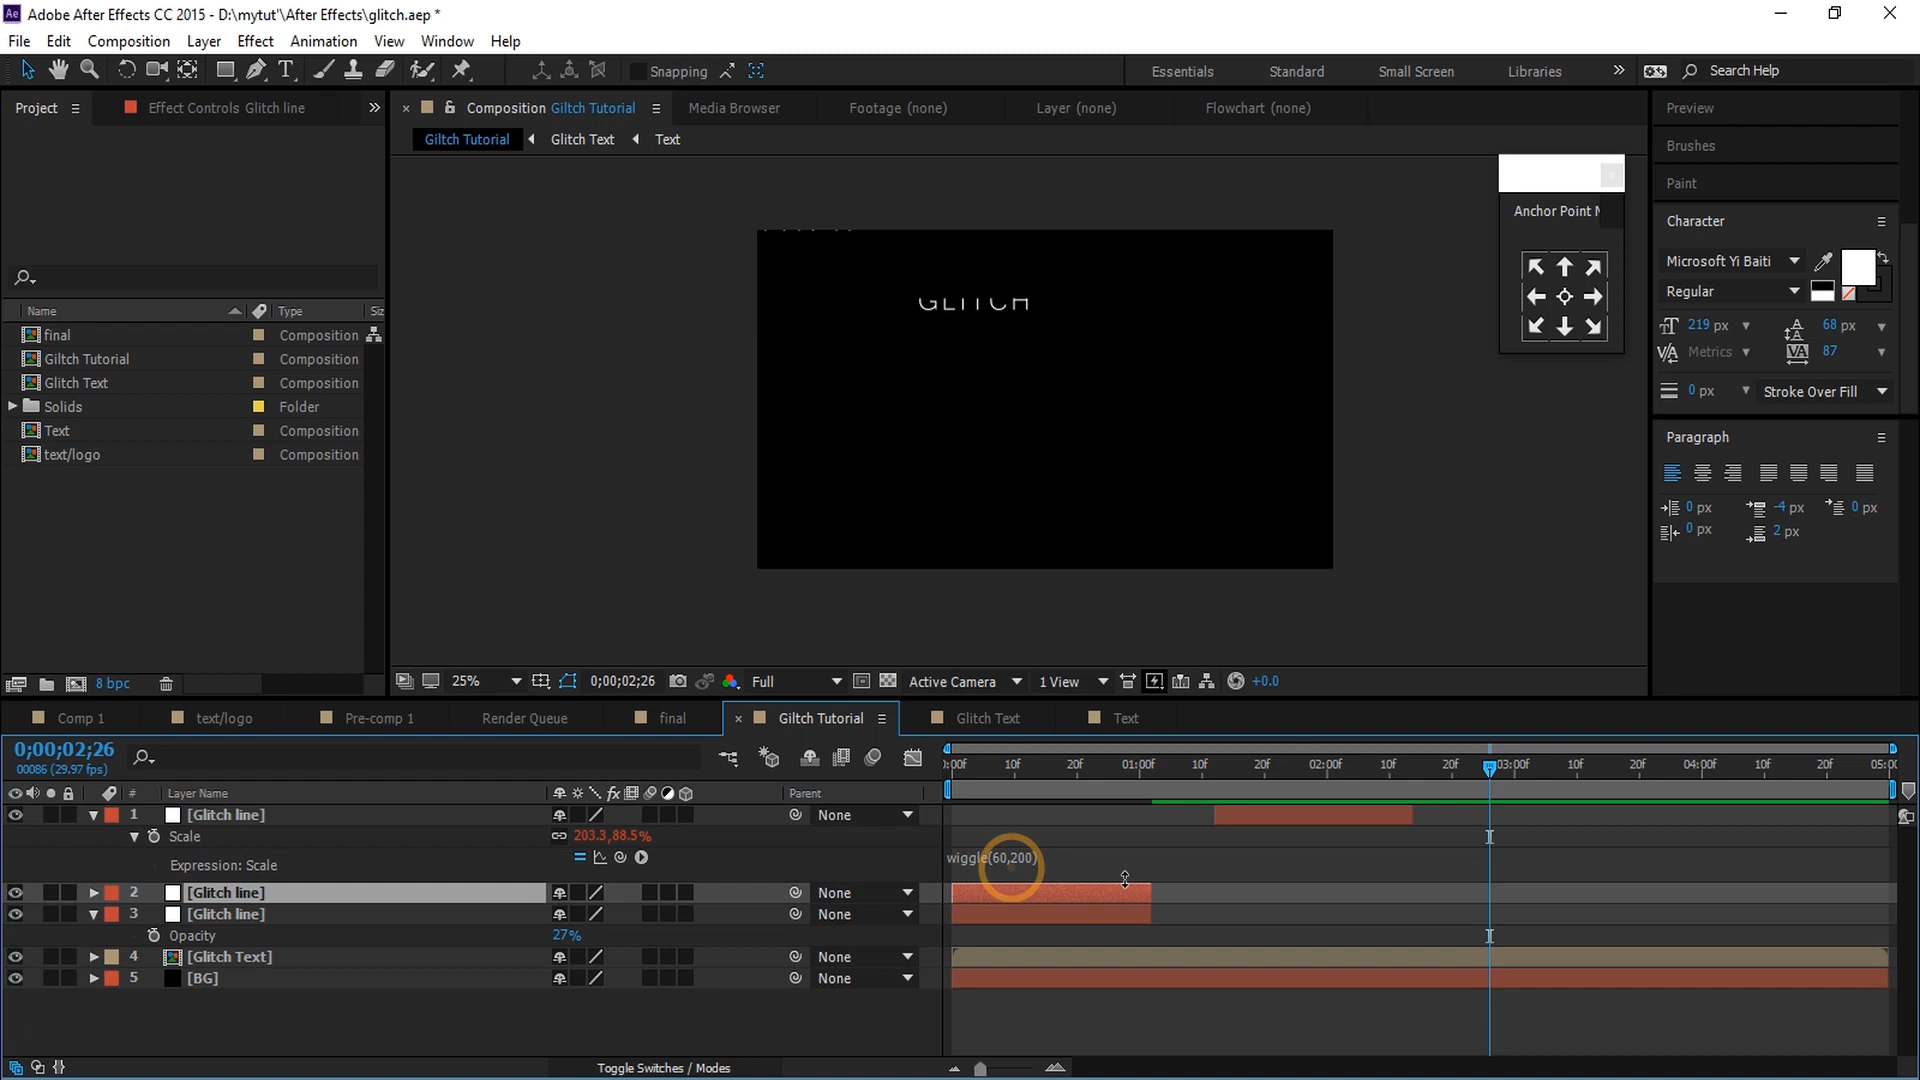 Adobe After Effects CC 2015 - D:\mytut'\After Effects\glitch.aep *
File Edit Composition Layer Effect Animation View Window Help
Snapping
Essentials Standard Small Screen Libraries Search Help
Project Effect Controls Glitch line
Composition Giltch Tutorial Media Browser Footage (none) Layer (none) Flowchart (none)
Giltch Tutorial Glitch Text Text
Name Type Siz
final Composition
Giltch Tutorial Composition
Glitch Text Composition
Solids Folder
Text Composition
text/logo Composition
8 bpc
GLITCH
Anchor Point M
25% 0;00;02;26 Full Active Camera 1 View +0.0
Preview
Brushes
Paint
Character
Microsoft Yi Baiti
Regular
219 px 68 px
Metrics 87
0 px Stroke Over Fill
Paragraph
0 px -4 px 0 px
0 px 2 px
Comp 1 text/logo Pre-comp 1 Render Queue final Giltch Tutorial Glitch Text Text
0;00;02;26
00086 (29.97 fps)
):00f 10f 20f 01:00f 10f 20f 02:00f 10f 20f 03:00f 10f 20f 04:00f 10f 20f 05:00
# Layer Name Parent
1 [Glitch line] None
Scale 203.3,88.5%
Expression: Scale wiggle(60,200)
2 [Glitch line] None
3 [Glitch line] None
Opacity 27%
4 [Glitch Text] None
5 [BG] None
Toggle Switches / Modes